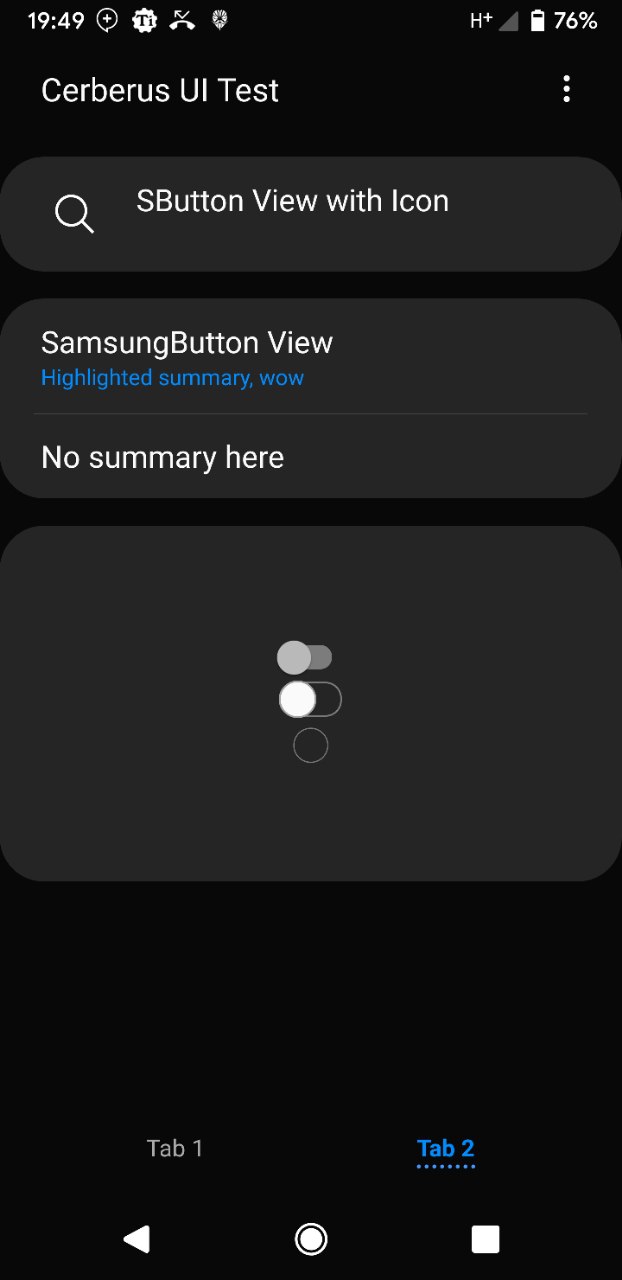 19:49 Ti H+ 76%
Cerberus UI Test
SButton View with Icon
SamsungButton View
Highlighted summary, wow
No summary here
Tab 1 Tab 2